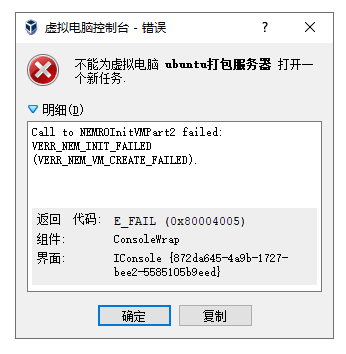 虚拟电脑控制台 - 错误
不能为虚拟电脑 ubuntu打包服务器 打开一
个新任务.
明细(D)
Call to NEMR0InitVMPart2 failed:
VERR_NEM_INIT_FAILED
(VERR_NEM_VM_CREATE_FAILED).
返回 代码: E_FAIL (0x80004005)
组件: ConsoleWrap
界面: IConsole {872da645-4a9b-1727-
bee2-5585105b9eed}
确定 复制